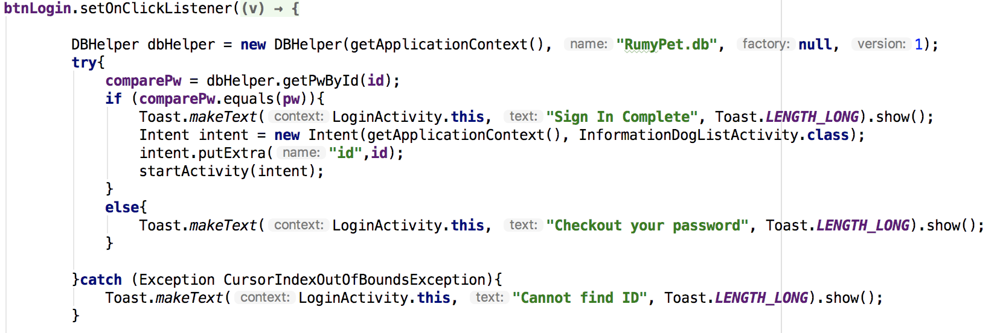 btnLogin.setOnClickListener((v) → {
DBHelper dbHelper = new DBHelper(getApplicationContext(), name: "RumyPet.db", factory: null, version: 1);
try{
comparePw = dbHelper.getPwById(id);
if (comparePw.equals(pw)){
Toast.makeText( context: LoginActivity.this, text: "Sign In Complete", Toast.LENGTH_LONG).show();
Intent intent = new Intent(getApplicationContext(), InformationDogListActivity.class);
intent.putExtra( name: "id",id);
startActivity(intent);
}
else{
Toast.makeText( context: LoginActivity.this, text: "Checkout your password", Toast.LENGTH_LONG).show();
}
}catch (Exception CursorIndexOutOfBoundsException){
Toast.makeText( context: LoginActivity.this, text: "Cannot find ID", Toast.LENGTH_LONG).show();
}